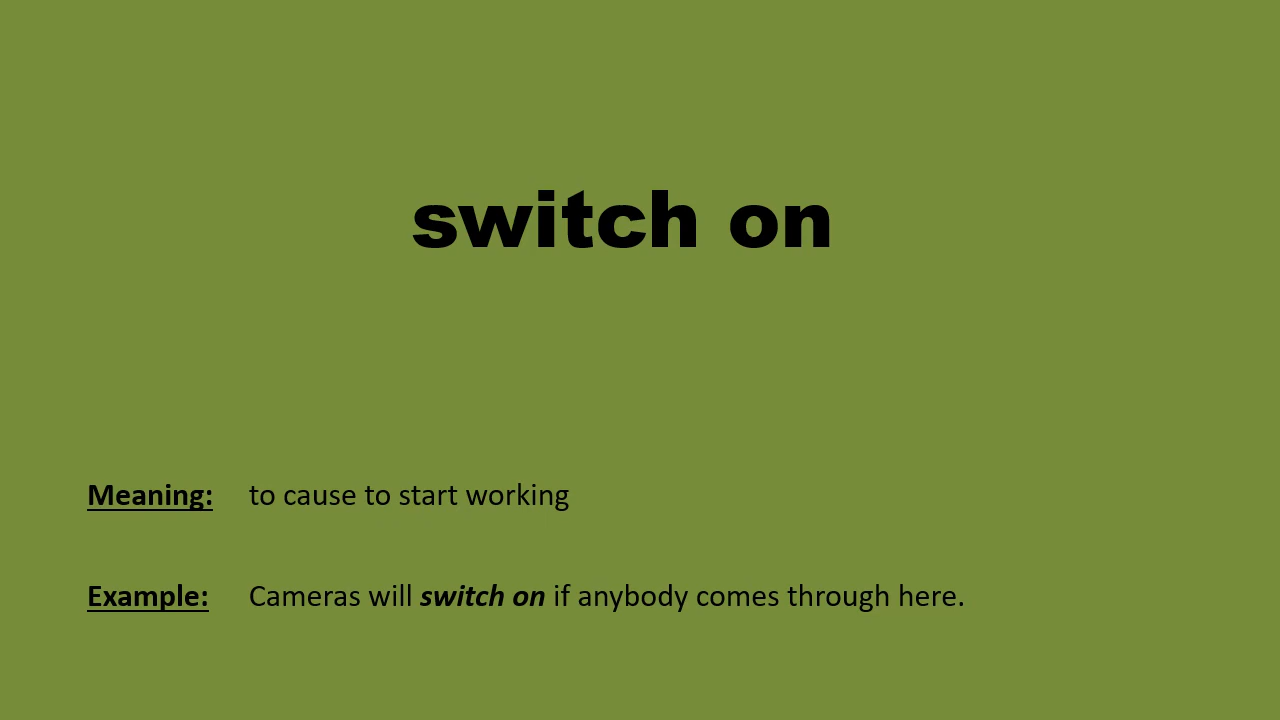 switch on
Meaning: to cause to start working
Example: Cameras will switch on if anybody comes through here.